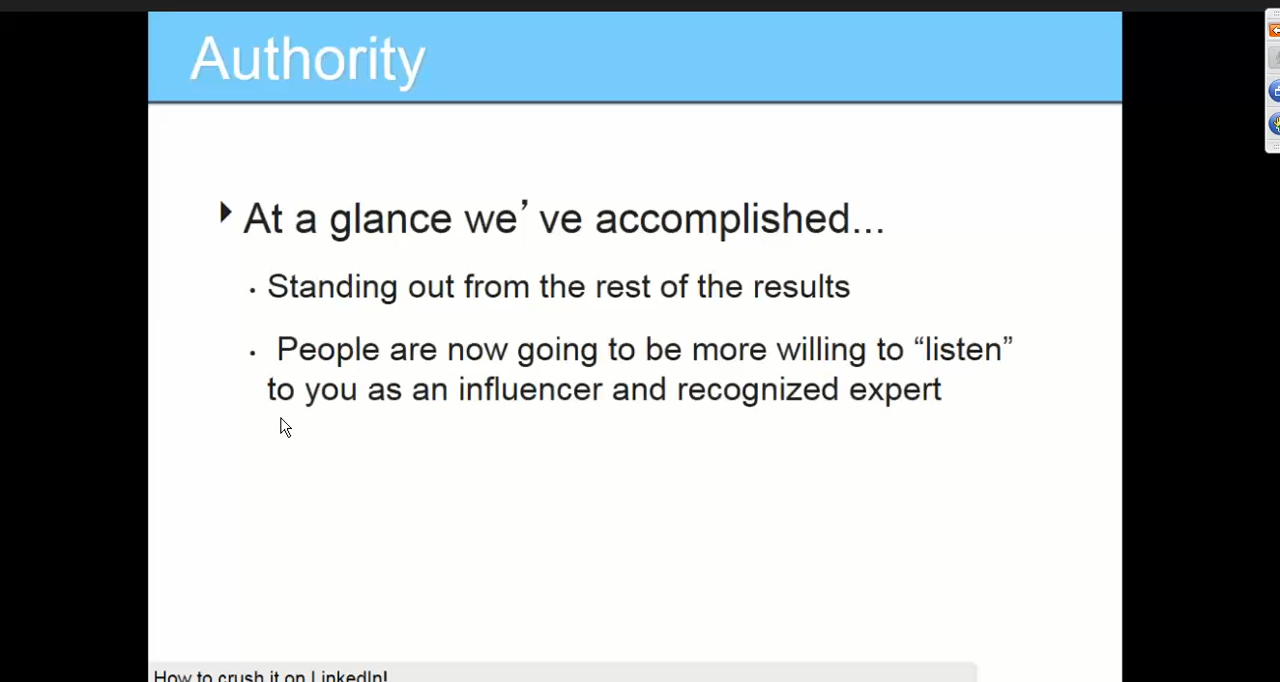 Authority
At a glance we’ ve accomplished...
Standing out from the rest of the results
People are now going to be more willing to “listen”
to you as an influencer and recognized expert
How to crush it on LinkedIn!